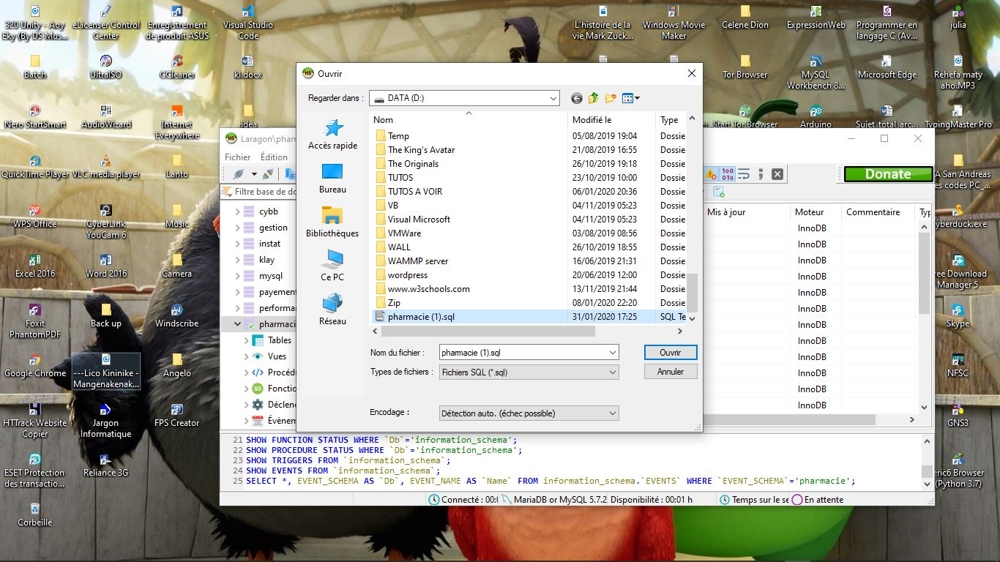 320 Unity - Aoy
Eky (By DS Mus...
eLicenser Control
Center
Enregistrement
de produit ASUS
Visual Studio
Code
L'histoire de la
vie Mark Zuck...
Windows Movie
Maker
Celene Dion
ExpressionWeb
Programmer en
langage C (Av...
julia
Batch
UltraISO
CCleaner
kl.docx
Tor Browser
MySQL
Workbench 8...
Microsoft Edge
Rehefa maty
aho.MP3
Nero StartSmart
AudioWizard
Internet
Everywhere
.idea
Start Tor Browser
Arduino
Sujet_total_arc...
TypingMaster Pro
QuickTime Player
VLC media player
Lanto
TA San Andreas
es codes PC_...
WPS Office
CyberLink
YouCam 6
Music
yberduck.exe
Excel 2016
Word 2016
Camera
ree Download
Manager 5
Foxit
PhantomPDF
Back up
Windscribe
Skype
Google Chrome
---Lico Kininike -
Mangenakenak...
Angelo
NFSC
HTTrack Website
Copier
Jargon
Informatique
FPS Creator
GNS3
ESET Protection
des transactio...
Reliance 3G
eric6 Browser
(Python 3.7)
Corbeille
Laragon\phar
Fichier Édition
Donate
Filtre base de do
cybb
gestion
instat
klay
mysql
payement
performa
pharmaci
Tables
Vues
Procéd
Fonctio
Déclenc
Évènem
Mis à jour Moteur Commentaire Typ
InnoDB
InnoDB
InnoDB
InnoDB
InnoDB
InnoDB
InnoDB
InnoDB
InnoDB
InnoDB
InnoDB
InnoDB
Ouvrir
Regarder dans : DATA (D:)
Accès rapide
Bureau
Bibliothèques
Ce PC
Réseau
Nom Modifié le Type
Temp 05/08/2019 19:04 Dossie
The King's Avatar 21/08/2019 16:55 Dossie
The Originals 26/10/2019 19:18 Dossie
TUTOS 23/10/2019 10:00 Dossie
TUTOS A VOIR 06/01/2020 20:36 Dossie
VB 04/11/2019 05:23 Dossie
Visual Microsoft 04/11/2019 05:23 Dossie
VMWare 03/08/2019 08:56 Dossie
WALL 26/10/2019 18:55 Dossie
WAMMP server 16/06/2019 21:31 Dossie
wordpress 20/06/2019 12:00 Dossie
www.w3schools.com 13/11/2019 21:44 Dossie
Zip 08/01/2020 22:20 Dossie
pharmacie (1).sql 31/01/2020 17:25 SQL Te
Nom du fichier : pharmacie (1).sql Ouvrir
Types de fichiers : Fichiers SQL (*.sql) Annuler
Encodage : Détection auto. (échec possible)
21 SHOW FUNCTION STATUS WHERE `Db`='information_schema';
22 SHOW PROCEDURE STATUS WHERE `Db`='information_schema';
23 SHOW TRIGGERS FROM `information_schema`;
24 SHOW EVENTS FROM `information_schema`;
25 SELECT *, EVENT_SCHEMA AS `Db`, EVENT_NAME AS `Name` FROM information_schema.`EVENTS` WHERE `EVENT_SCHEMA`='pharmacie';
Connecté : 00:0 MariaDB or MySQL 5.7.2 Disponibilité : 00:01 h Temps sur le se En attente